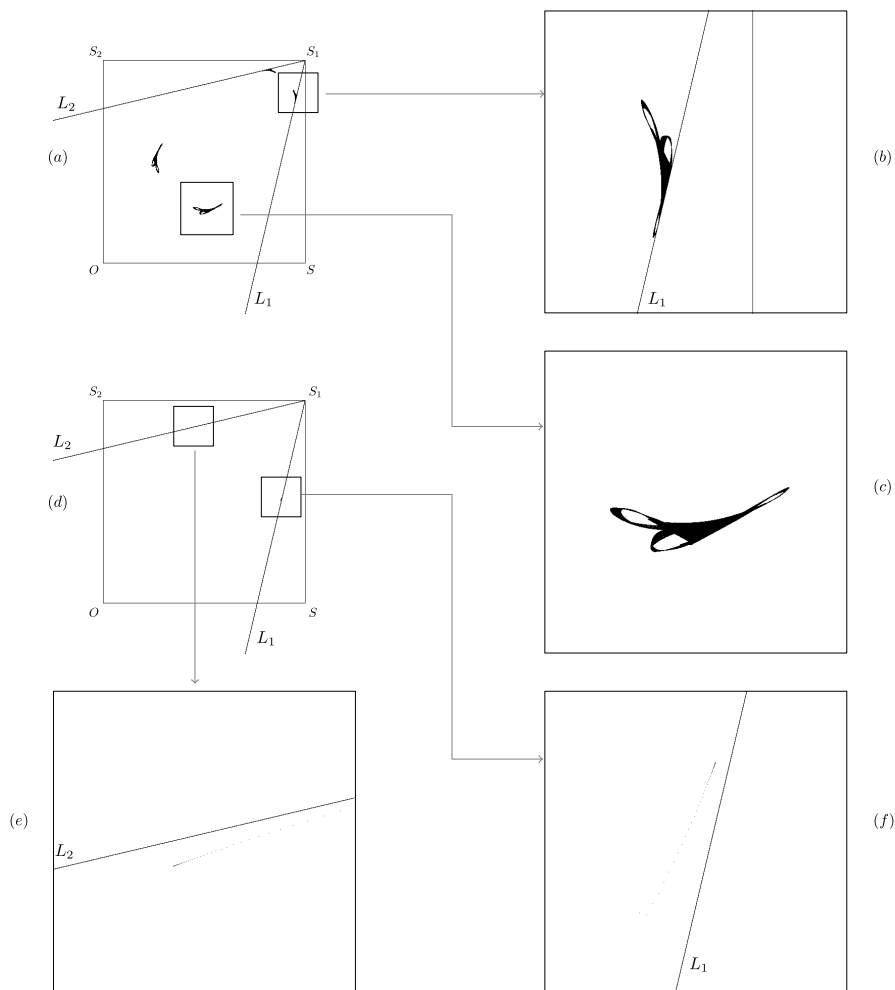 S₂ S₁
L₂
(a) (b)
O S
L₁ L₁
S₂ S₁
L₂
(c)
(d)
O S
L₁
(e) (f)
L₂
L₁